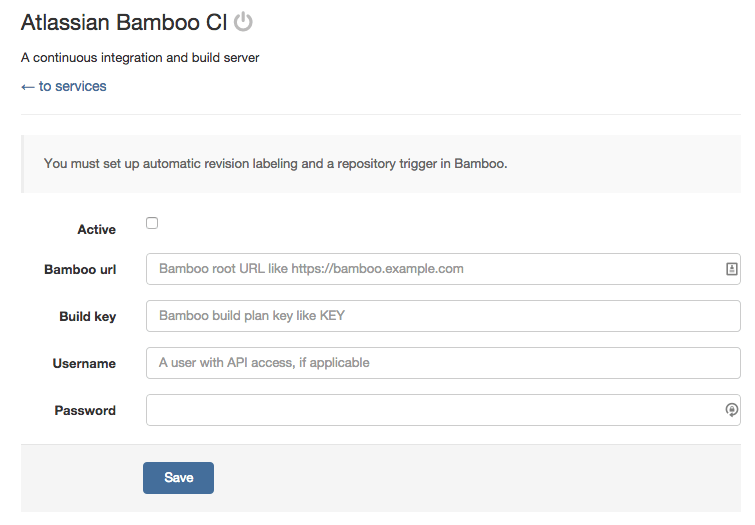 Atlassian Bamboo CI
A continuous integration and build server
← to services
You must set up automatic revision labeling and a repository trigger in Bamboo.
Active
Bamboo url
Bamboo root URL like https://bamboo.example.com
Build key
Bamboo build plan key like KEY
Username
A user with API access, if applicable
Password
Save